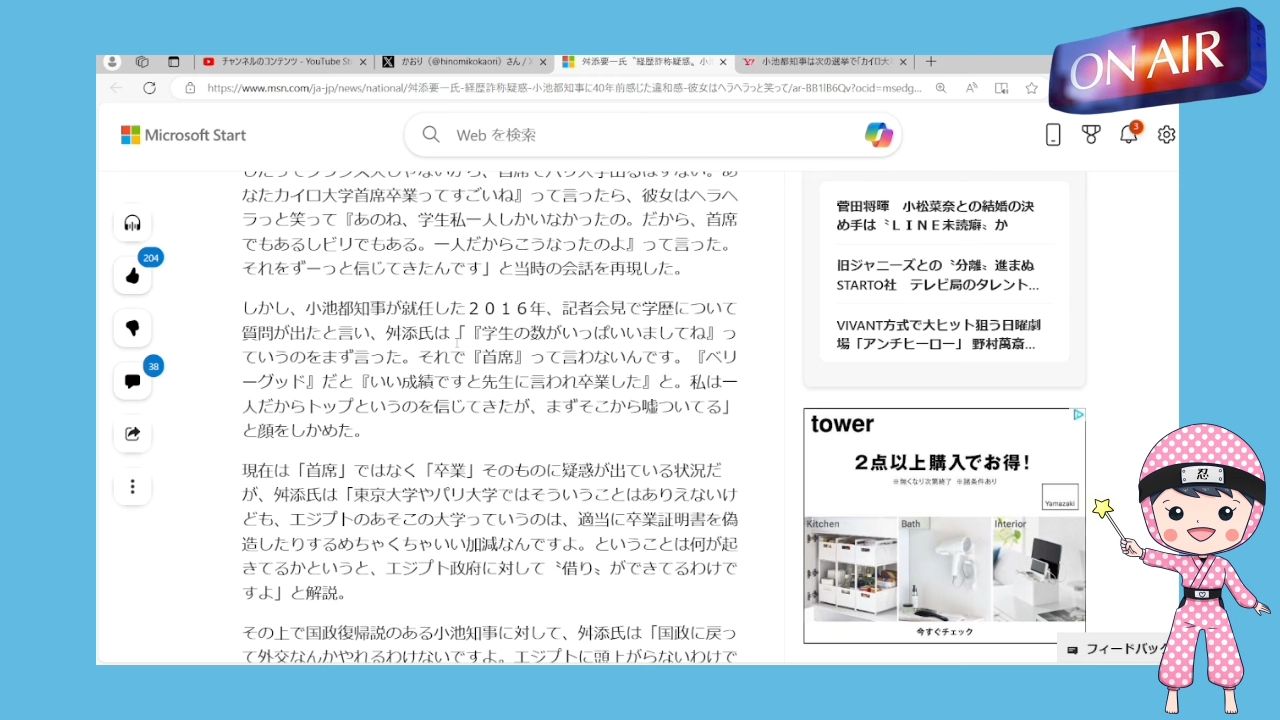 ON AIR
チャンネルのコンテンツ - YouTube St
かおり (@hinomikokaori) さん / X
舛添要一氏〝経歴詐称疑惑〟小池
小池都知事は次の選挙で「カイロ大
https://www.msn.com/ja-jp/news/national/舛添要一氏-経歴詐称疑惑-小池都知事に40年前感じた違和感-彼女はヘラヘラっと笑って/ar-BB1lB6Qv?ocid=msedg...
Microsoft Start
Web を検索
3
なたカイロ大学首席卒業ってすごいね』って言ったら、彼女はヘラヘ
ラっと笑って『あのね、学生私一人しかいなかったの。だから、首席
でもあるしビリでもある。一人だからこうなったのよ』って言った。
それをずーっと信じてきたんです」と当時の会話を再現した。
しかし、小池都知事が就任した２０１６年、記者会見で学歴について
質問が出たと言い、舛添氏は「『学生の数がいっぱいいましてね』っ
ていうのをまず言った。それで『首席』って言わないんです。『ベリ
ーグッド』だと『いい成績ですと先生に言われ卒業した』と。私は一
人だからトップというのを信じてきたが、まずそこから嘘ついてる」
と顔をしかめた。
現在は「首席」ではなく「卒業」そのものに疑惑が出ている状況だ
が、舛添氏は「東京大学やパリ大学ではそういうことはありえないけ
ども、エジプトのあそこの大学っていうのは、適当に卒業証明書を偽
造したりするめちゃくちゃいい加減なんですよ。ということは何が起
きてるかというと、エジプト政府に対して〝借り〟ができてるわけで
すよ」と解説。
その上で国政復帰説のある小池知事に対して、舛添氏は「国政に戻っ
て外交なんかやれるわけないですよ。エジプトに頭上がらないわけで
204
38
菅田将暉　小松菜奈との結婚の決
め手は〝ＬＩＮＥ未読癖〟か
旧ジャニーズとの〝分離〟進まぬ
STARTO社　テレビ局のタレント...
VIVANT方式で大ヒット狙う日曜劇
場「アンチヒーロー」 野村萬斎...
tower
２点以上購入でお得！
※無くなり次第終了 ※諸条件あり
Yamazaki
Kitchen
Bath
Interior
今すぐチェック
フィードバック
忍